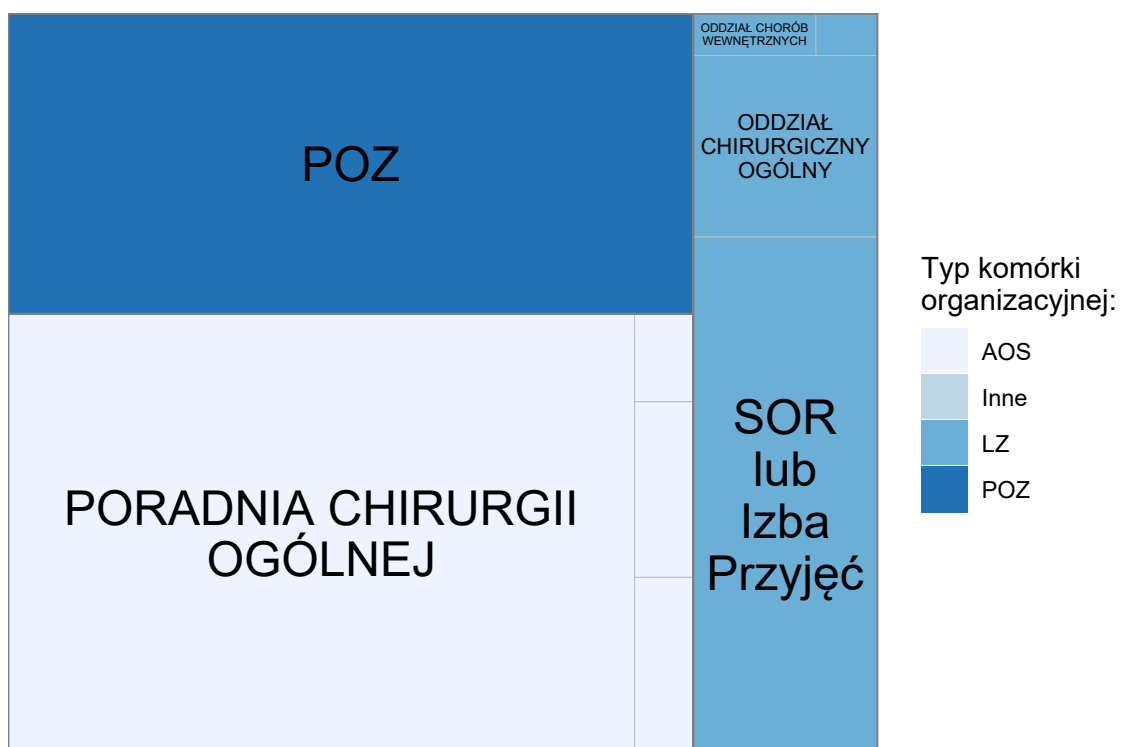 POZ
ODDZIAŁ CHORÓB
WEWNĘTRZNYCH
ODDZIAŁ
CHIRURGICZNY
OGÓLNY
PORADNIA CHIRURGII
OGÓLNEJ
SOR
lub
Izba
Przyjęć
Typ komórki
organizacyjnej:
AOS
Inne
LZ
POZ